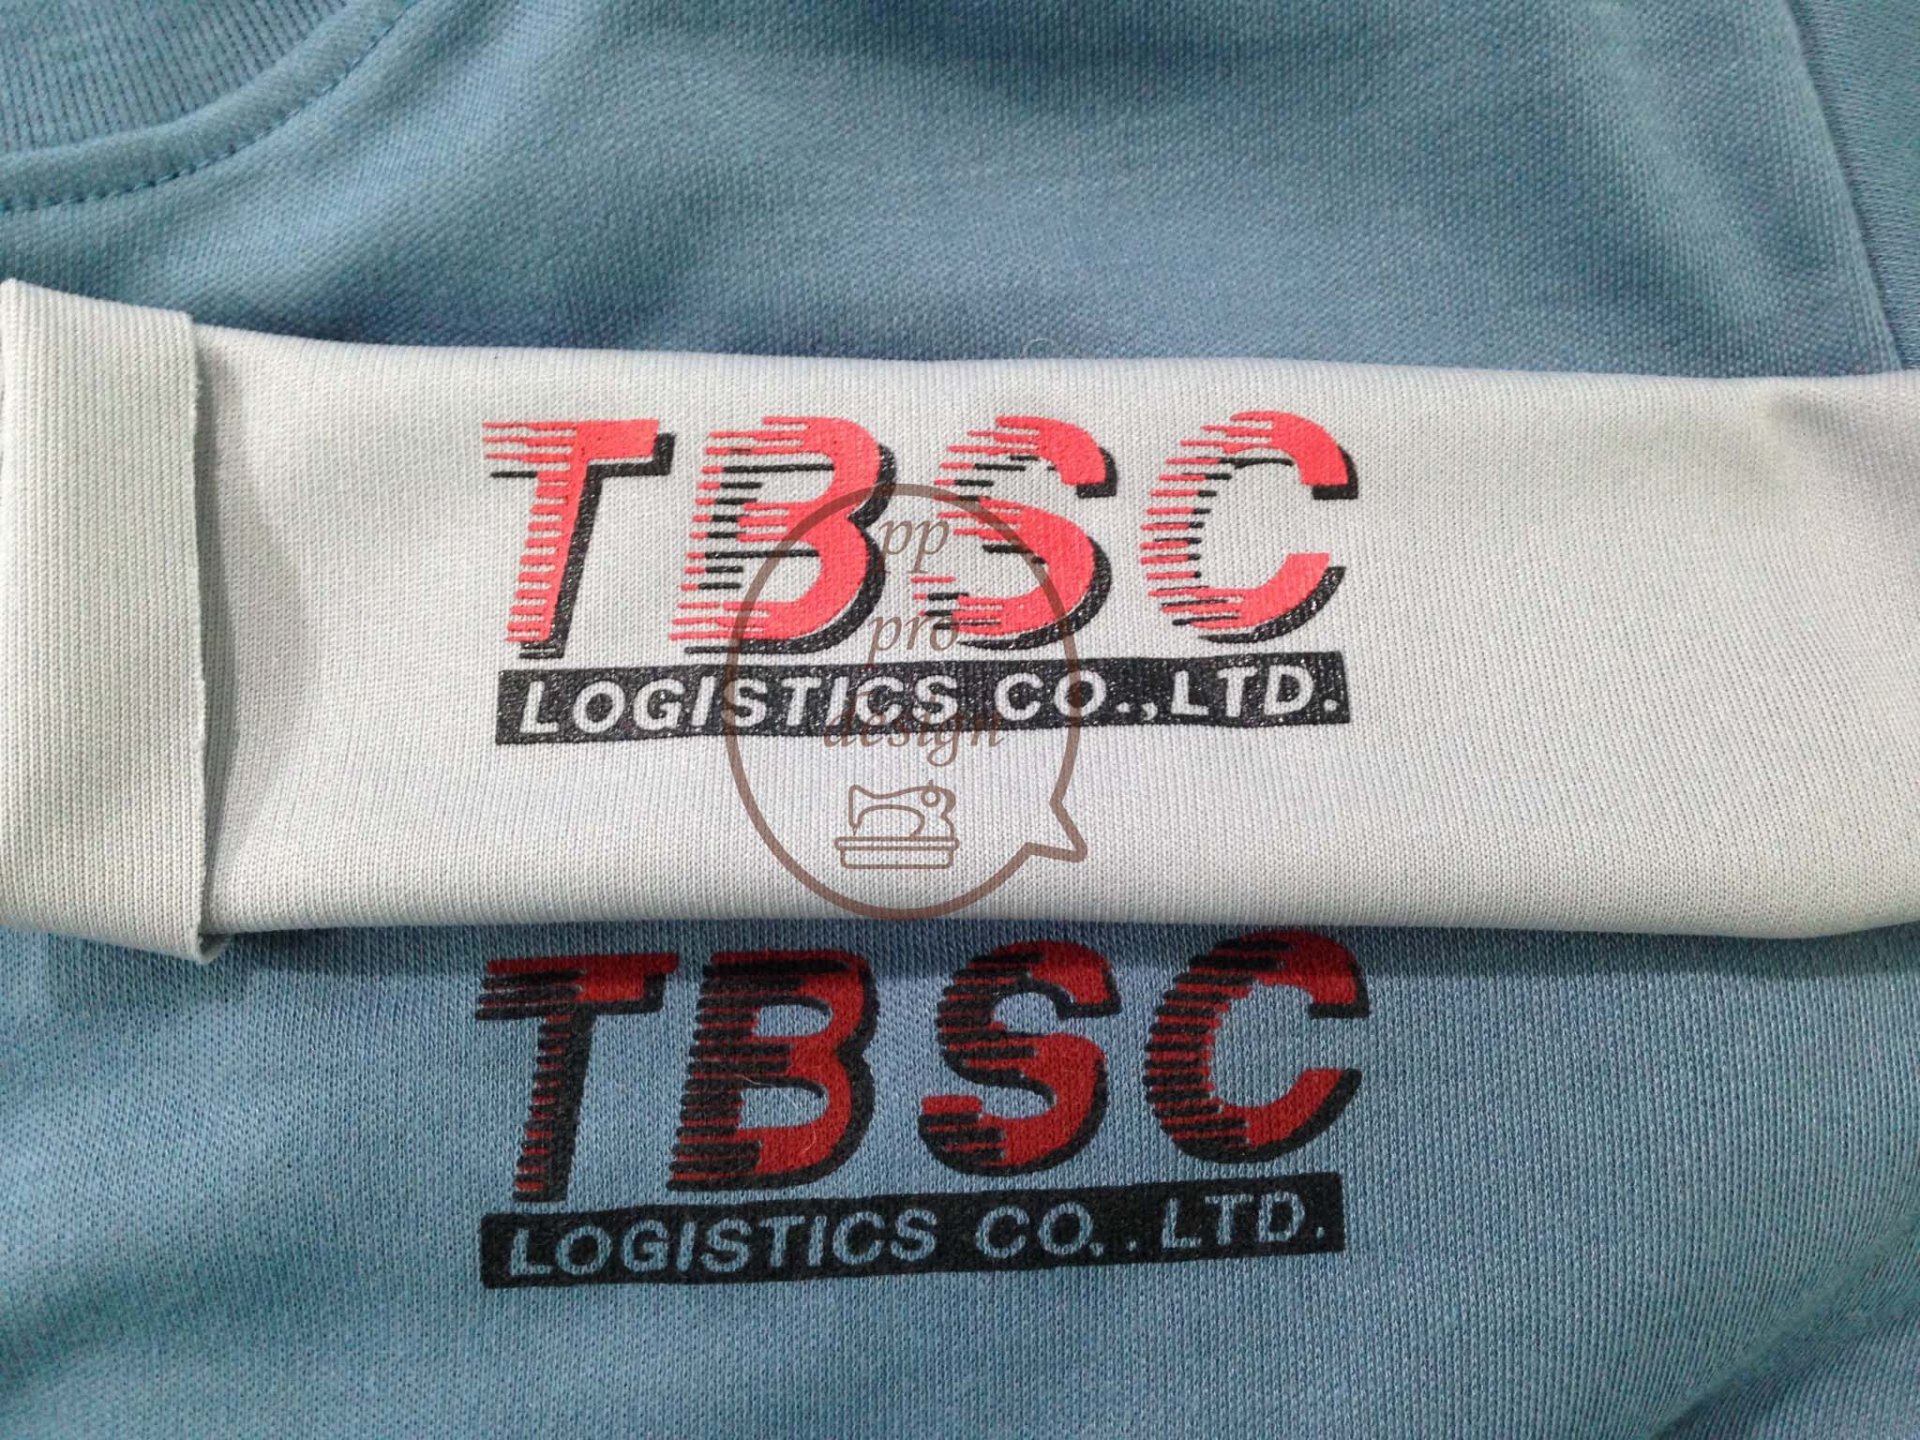 TBSC
LOGISTICS CO.,LTD.
pp
pro
design
TBSC
LOGISTICS CO..LTD.